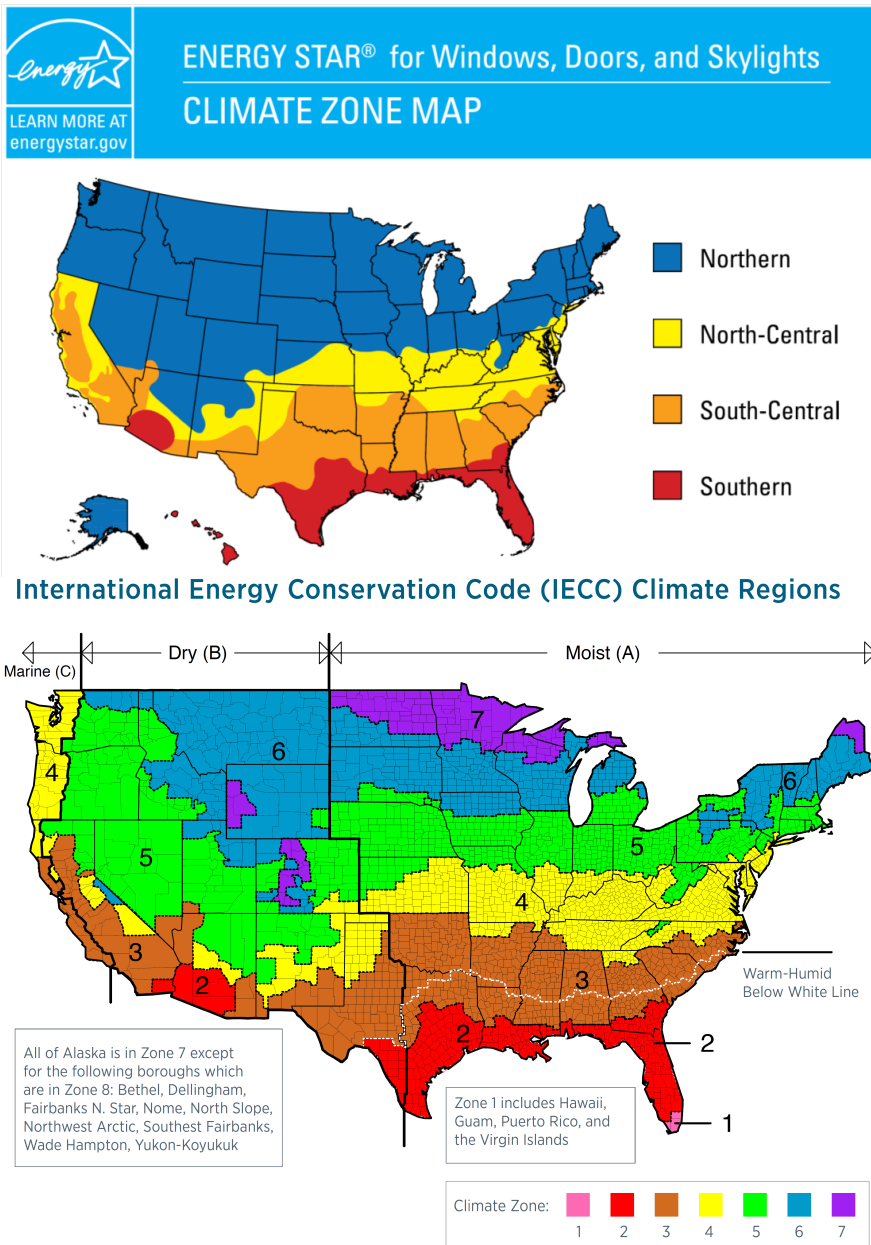 energy
LEARN MORE AT
energystar.gov
ENERGY STAR® for Windows, Doors, and Skylights
CLIMATE ZONE MAP
Northern
North-Central
South-Central
Southern
International Energy Conservation Code (IECC) Climate Regions
Marine (C)
Dry (B)
Moist (A)
7
6
4
6
5
5
4
3
3
2
2
Warm-Humid
Below White Line
2
1
All of Alaska is in Zone 7 except
for the following boroughs which
are in Zone 8: Bethel, Dellingham,
Fairbanks N. Star, Nome, North Slope,
Northwest Arctic, Southest Fairbanks,
Wade Hampton, Yukon-Koyukuk
Zone 1 includes Hawaii,
Guam, Puerto Rico, and
the Virgin Islands
Climate Zone:
1 2 3 4 5 6 7